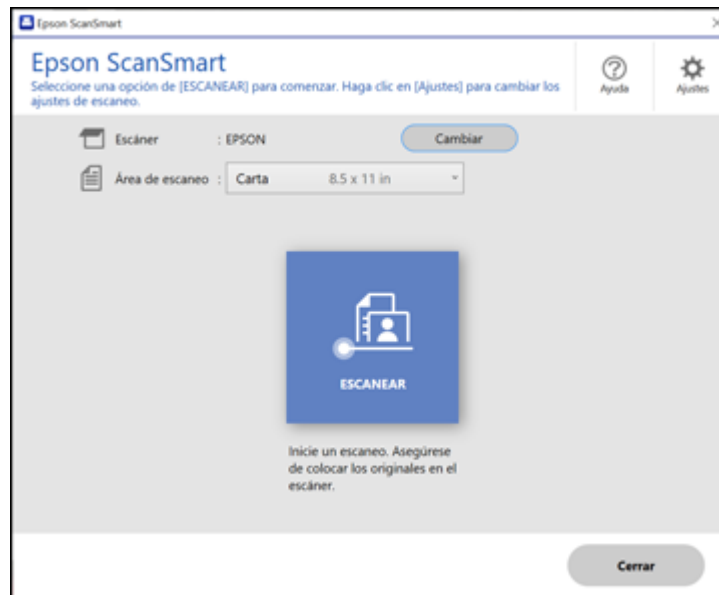 Epson ScanSmart
Epson ScanSmart
Seleccione una opción de [ESCANEAR] para comenzar. Haga clic en [Ajustes] para cambiar los
ajustes de escaneo.
Ayuda
Ajustes
Escáner : EPSON
Cambiar
Área de escaneo : Carta 8.5 x 11 in
ESCANEAR
Inicie un escaneo. Asegúrese
de colocar los originales en el
escáner.
Cerrar